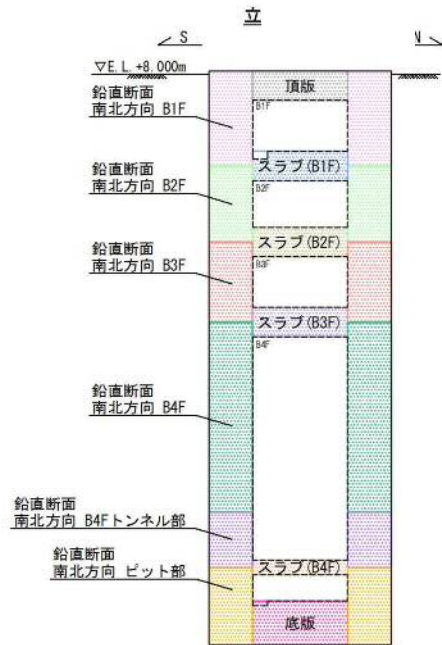 立
S
N
▽E.L.+8.000m
頂版
鉛直断面
南北方向 B1F
B1F
スラブ(B1F)
鉛直断面
南北方向 B2F
B2F
スラブ(B2F)
鉛直断面
南北方向 B3F
B3F
スラブ(B3F)
B4F
鉛直断面
南北方向 B4F
鉛直断面
南北方向 B4Fトンネル部
スラブ(B4F)
鉛直断面
南北方向 ピット部
底版